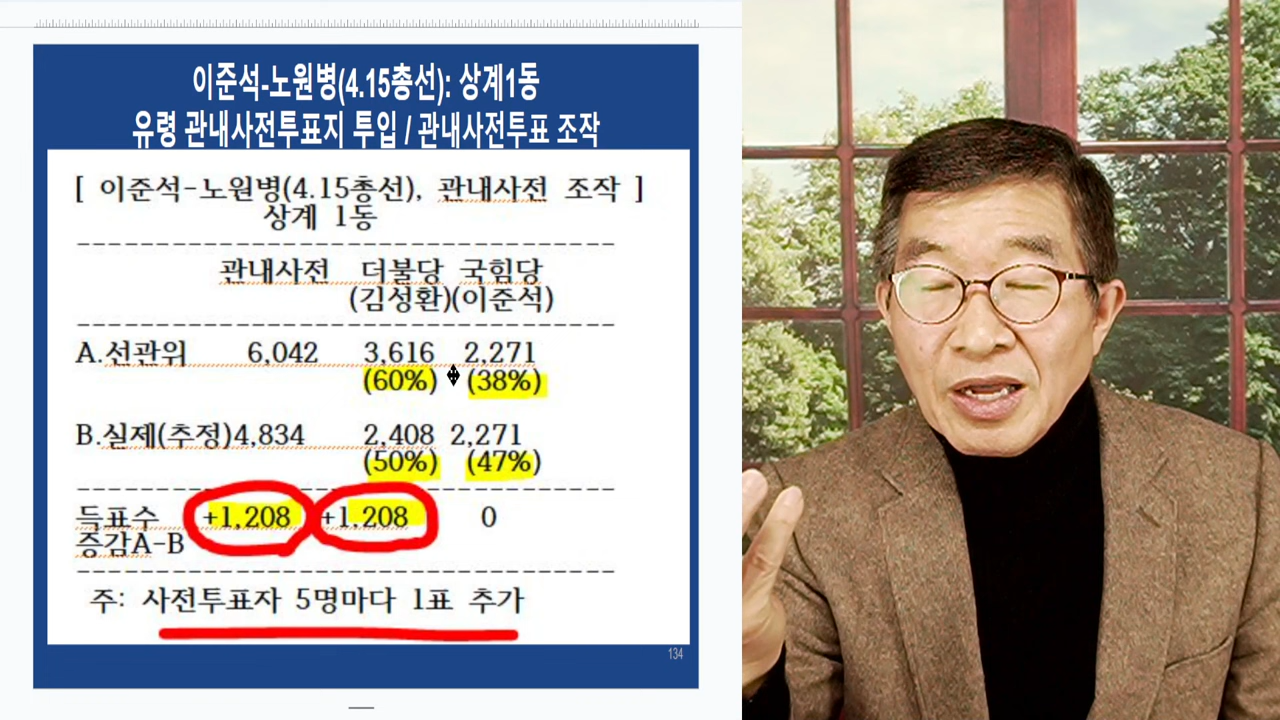 이준석-노원병(4.15총선): 상계1동
유령 관내사전투표지 투입 / 관내사전투표 조작
[ 이준석-노원병(4.15총선), 관내사전 조작 ]
상계 1동
관내사전 더불당 국힘당
(김성환)(이준석)
A.선관위 6,042 3,616 2,271
(60%) (38%)
B.실제(추정)4,834 2,408 2,271
(50%) (47%)
득표수 +1,208 +1,208 0
증감A-B
주: 사전투표자 5명마다 1표 추가
134